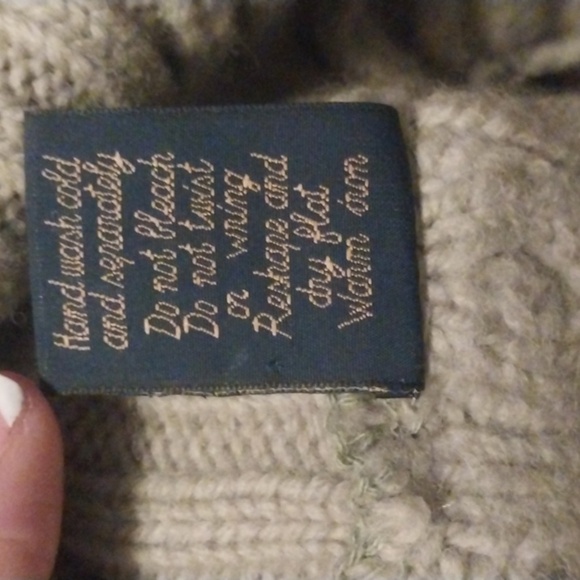 Hand wash cold
and separately
Do not bleach
Do not twist
or wring
Reshape and
dry flat
Warm iron